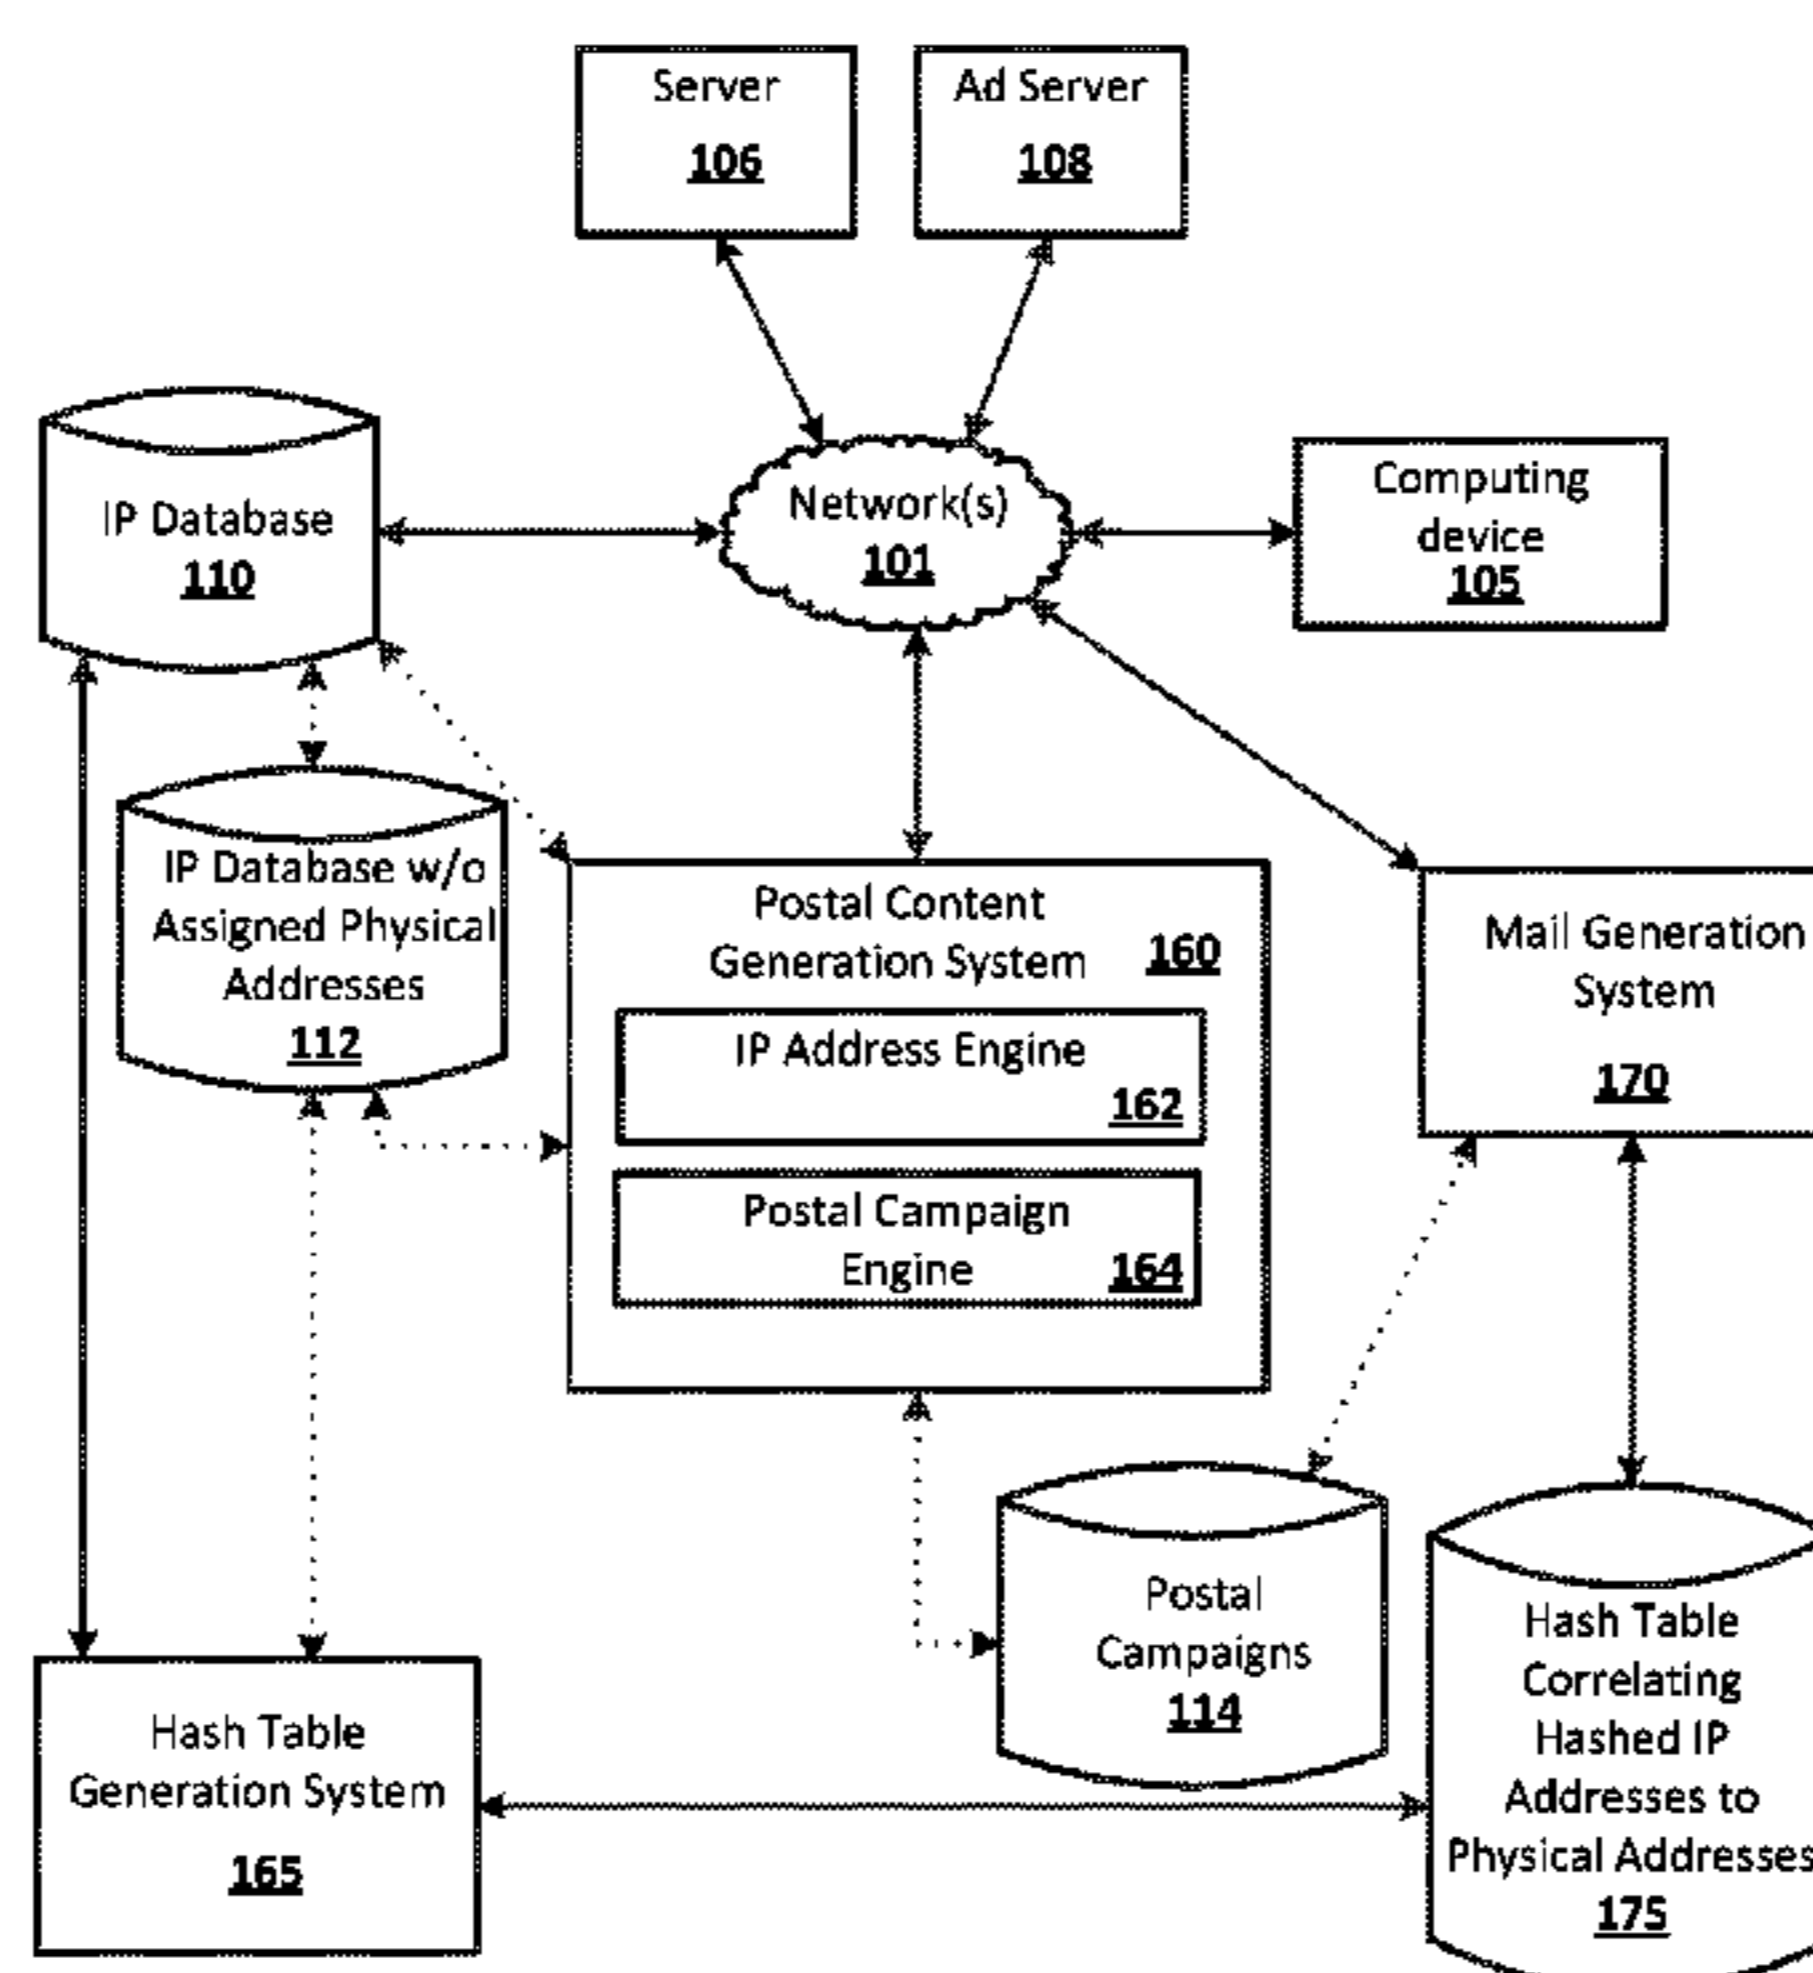 Server
106
Ad Server
108
IP Database
110
Network(s)
101
Computing
device
105
IP Database w/o
Assigned Physical
Addresses
112
Postal Content
Generation System 160
IP Address Engine
162
Postal Campaign
Engine 164
Mail Generation
System
170
Postal
Campaigns
114
Hash Table
Generation System
165
Hash Table
Correlating
Hashed IP
Addresses to
Physical Addresses
175